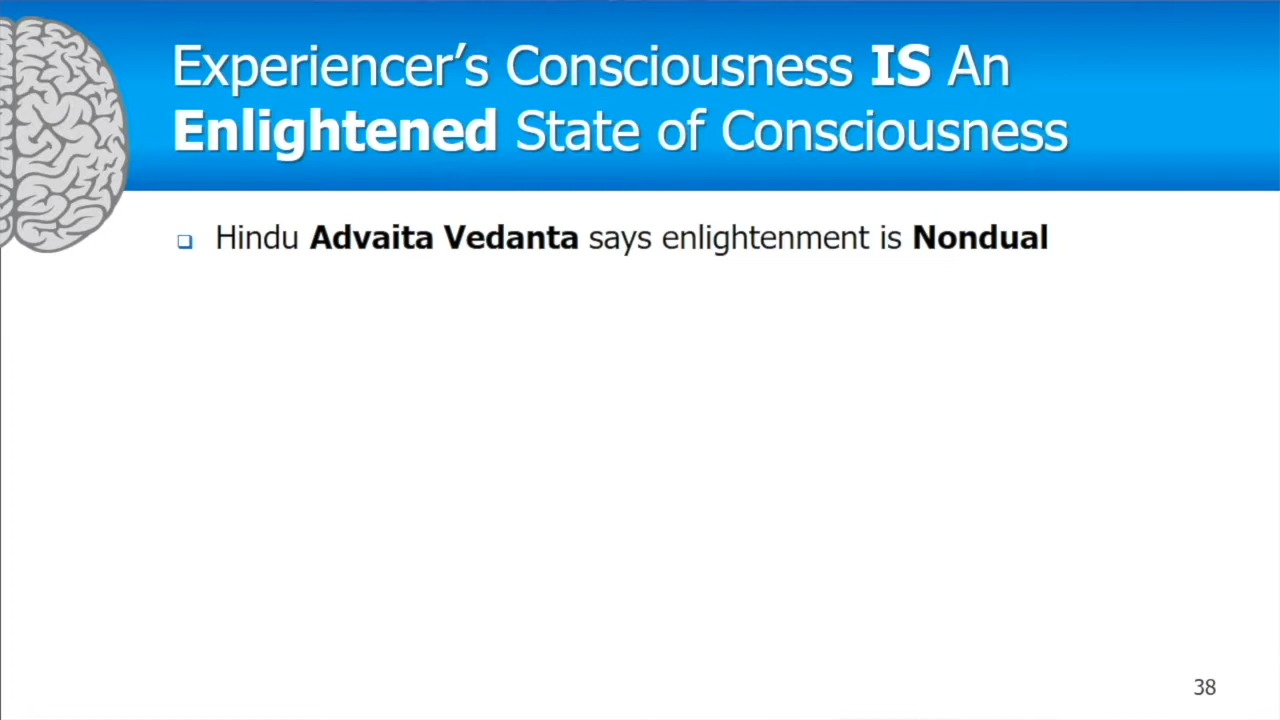 Experiencer’s Consciousness IS An
Enlightened State of Consciousness
Hindu Advaita Vedanta says enlightenment is Nondual
38